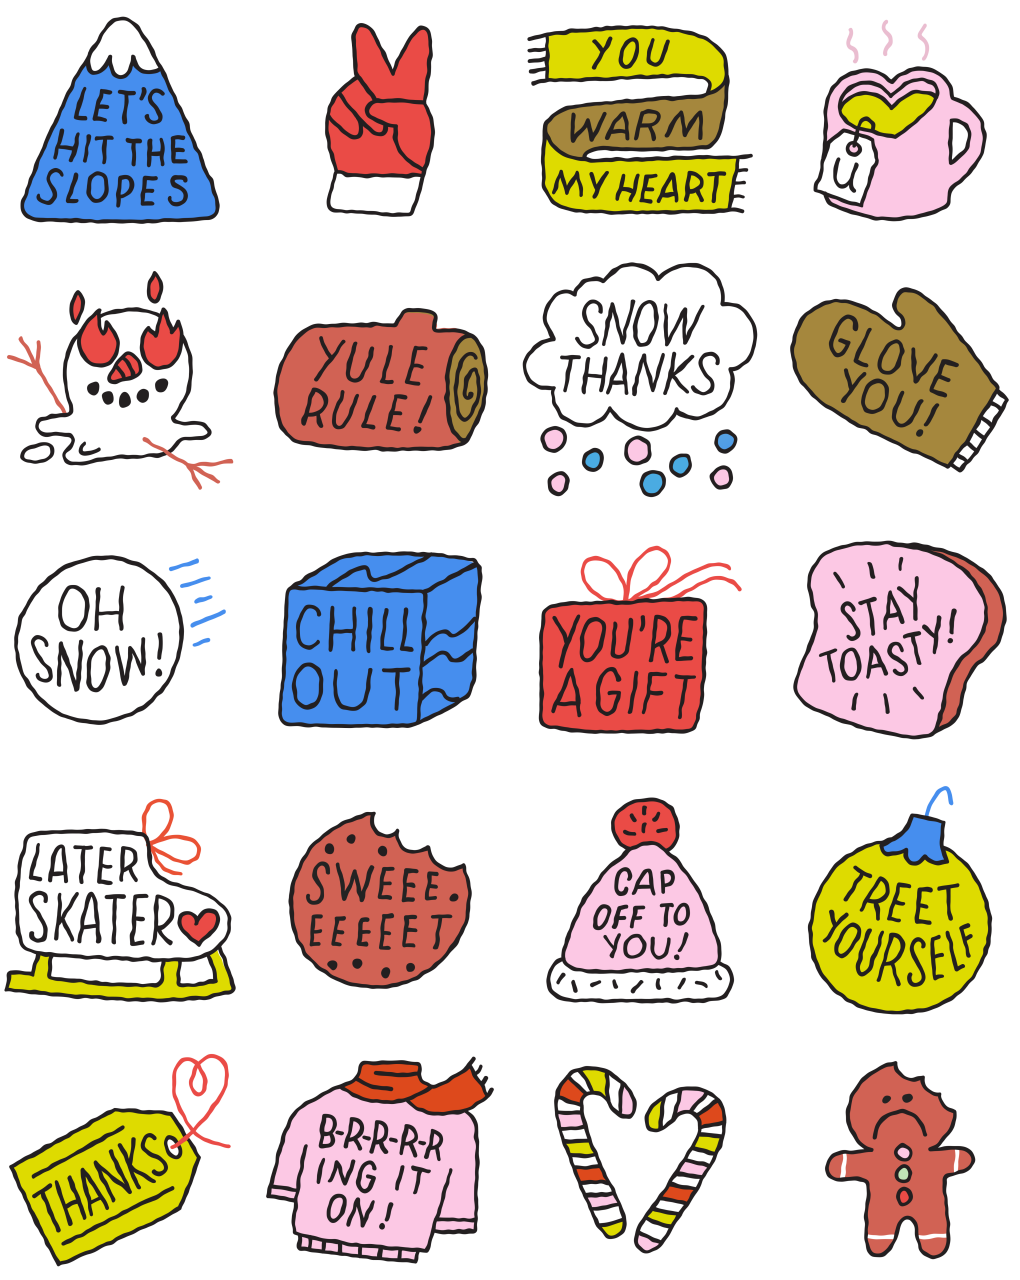 LET'S
HIT THE
SLOPES
YOU
WARM
MY HEART
U
YULE
RULE!
SNOW
THANKS
GLOVE
YOU!
OH
SNOW!
CHILL
OUT
YOU'RE
A GIFT
STAY
TOASTY!
LATER
SKATER
SWEEE
EEEEET
CAP
OFF TO
YOU!
TREET
YOURSELF
THANKS
B-R-R-R-R
ING IT
ON!